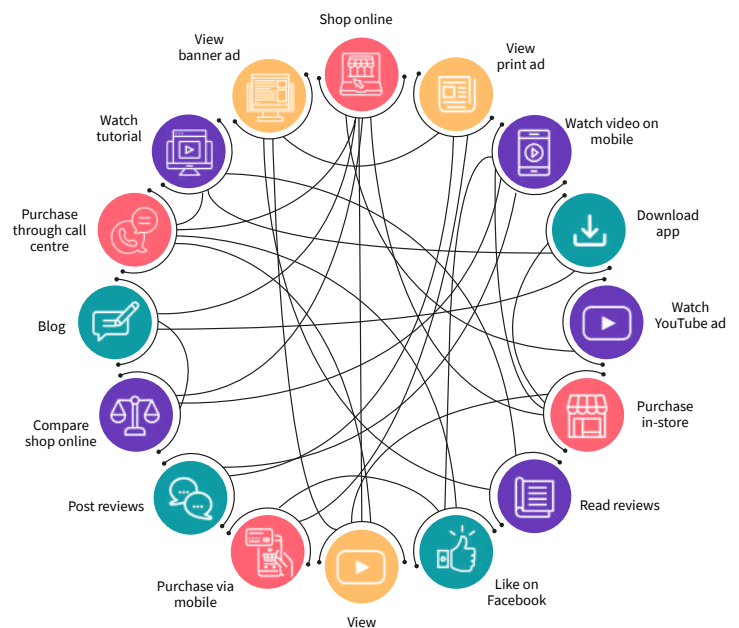 Shop online
View
banner ad
View
print ad
Watch
tutorial
Watch video on
mobile
Purchase
through call
centre
Download
app
Blog
Watch
YouTube ad
Compare
shop online
Purchase
in-store
Post reviews
Read reviews
Purchase via
mobile
Like on
Facebook
View